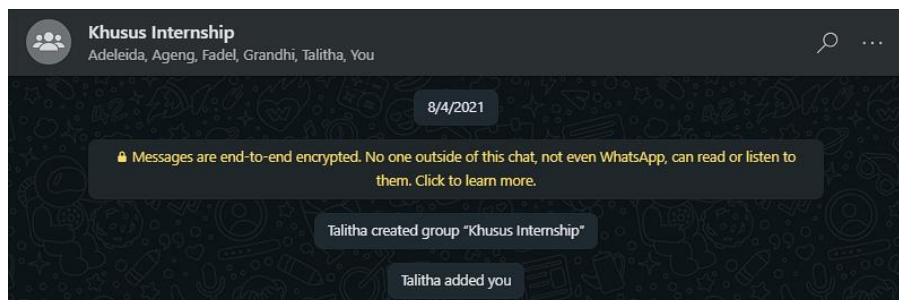 Khusus Internship
Adeleida, Ageng, Fadel, Grandhi, Talitha, You
8/4/2021
Messages are end-to-end encrypted. No one outside of this chat, not even WhatsApp, can read or listen to
them. Click to learn more.
Talitha created group “Khusus Internship”
Talitha added you